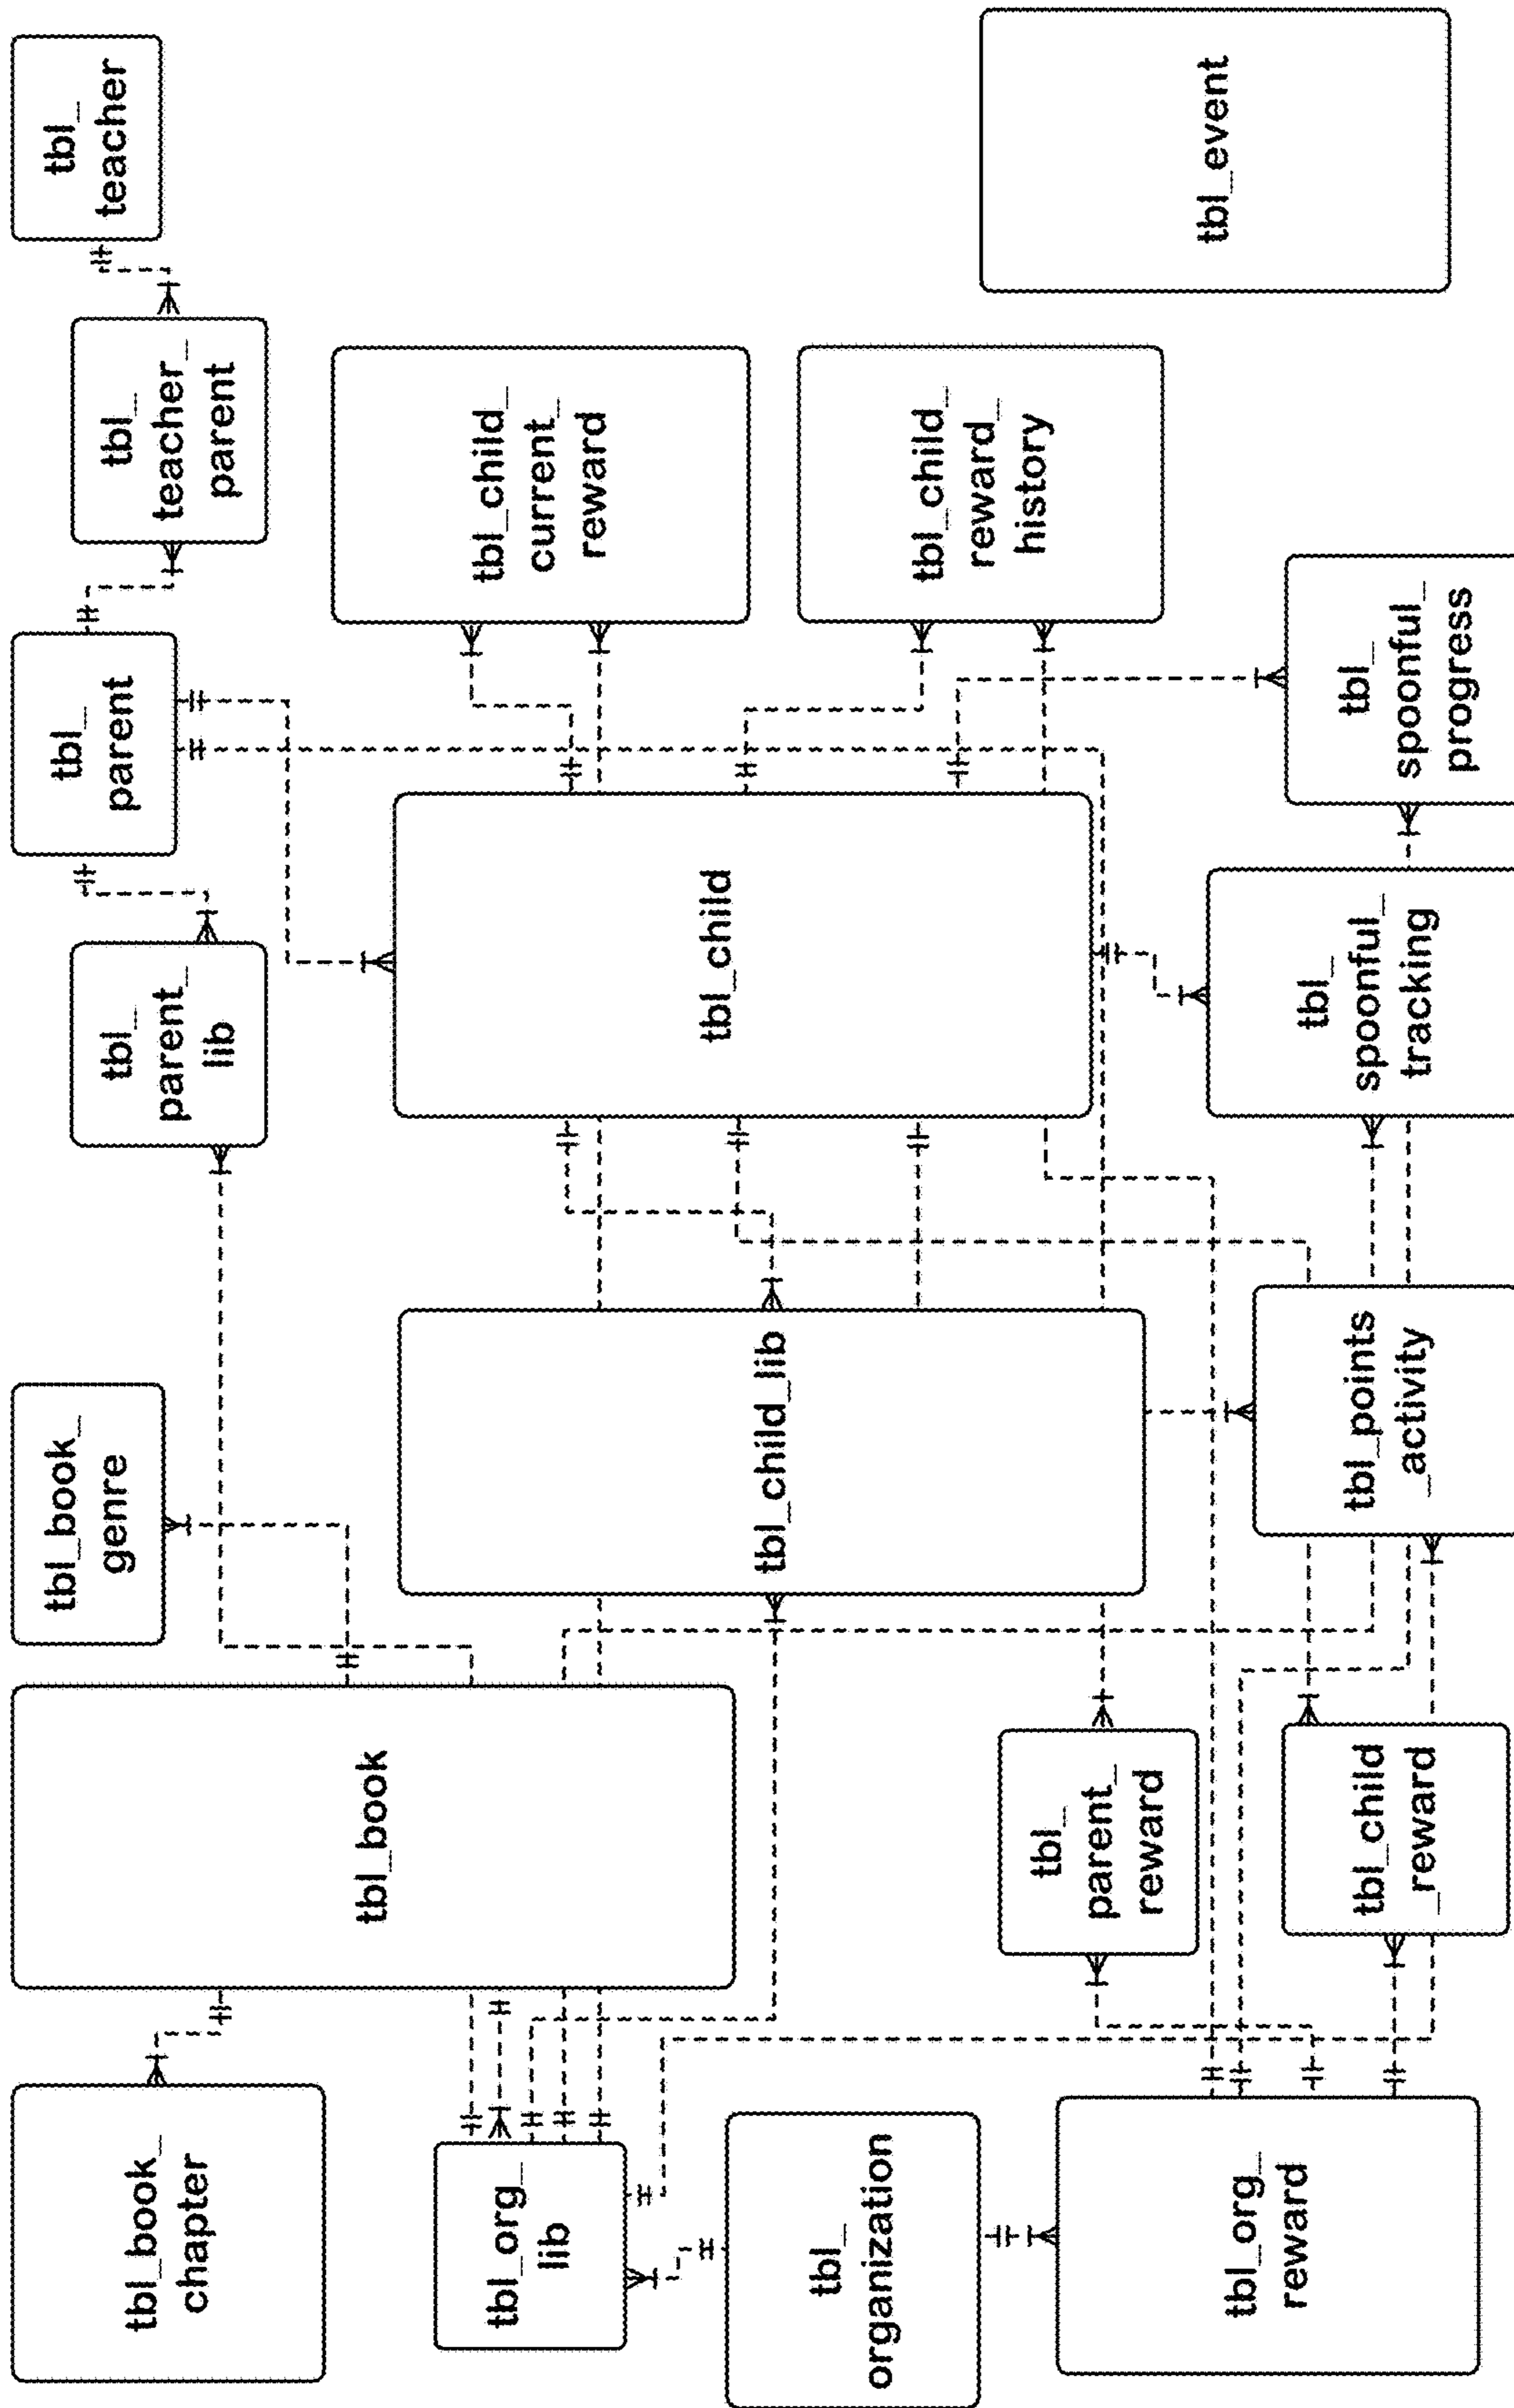 tbl_book_
chapter
tbl_org_
lib
tbl_
organization
tbl_org_
reward
tbl_book
tbl_
parent_
reward
tbl_child
_reward
tbl_book_
genre
tbl_child_lib
tbl_points
_activity
tbl_
parent_
lib
tbl_child
tbl_
spoonful_
tracking
tbl_
parent
tbl_
spoonful_
progress
tbl_
teacher_
parent
tbl_child_
current_
reward
tbl_child_
reward_
history
tbl_
teacher
tbl_event